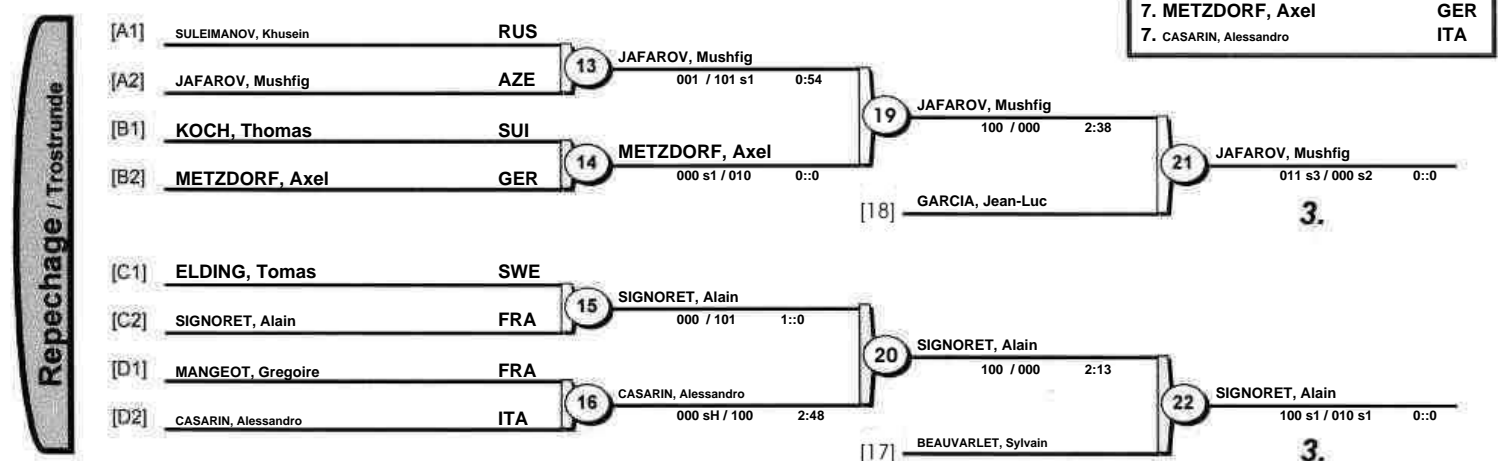 7. METZDORF, Axel GER
7. CASARIN, Alessandro ITA
Repechage / Trostrunde
[A1] SULEIMANOV, Khusein RUS
[A2] JAFAROV, Mushfig AZE
13 JAFAROV, Mushfig
001 / 101 s1 0:54
[B1] KOCH, Thomas SUI
[B2] METZDORF, Axel GER
14 METZDORF, Axel
000 s1 / 010 0::0
19 JAFAROV, Mushfig
100 / 000 2:38
[18] GARCIA, Jean-Luc
21 JAFAROV, Mushfig
011 s3 / 000 s2 0::0
3.
[C1] ELDING, Tomas SWE
[C2] SIGNORET, Alain FRA
15 SIGNORET, Alain
000 / 101 1::0
[D1] MANGEOT, Gregoire FRA
[D2] CASARIN, Alessandro ITA
16 CASARIN, Alessandro
000 sH / 100 2:48
20 SIGNORET, Alain
100 / 000 2:13
[17] BEAUVARLET, Sylvain
22 SIGNORET, Alain
100 s1 / 010 s1 0::0
3.